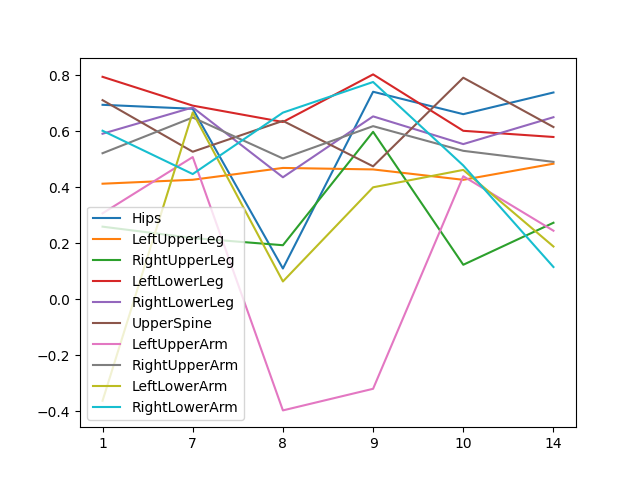 0.8
0.6
0.4
0.2
0.0
−0.2
−0.4
Hips
LeftUpperLeg
RightUpperLeg
LeftLowerLeg
RightLowerLeg
UpperSpine
LeftUpperArm
RightUpperArm
LeftLowerArm
RightLowerArm
1 7 8 9 10 14